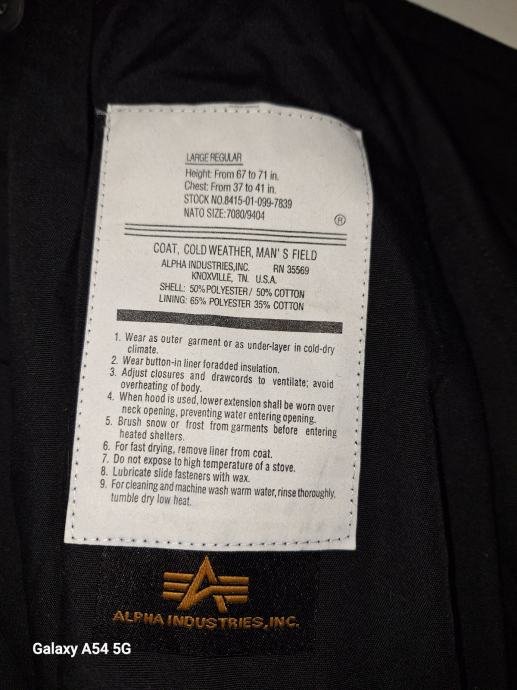 LARGE REGULAR
Height: From 67 to 71 in.
Chest: From 37 to 41 in.
STOCK NO.8415-01-099-7839
NATO SIZE:7080/9404
®
COAT, COLD WEATHER, MAN'S FIELD
ALPHA INDUSTRIES,INC. RN 35569
KNOXVILLE, TN. U.S.A.
SHELL: 50% POLYESTER/ 50% COTTON
LINING: 65% POLYESTER 35% COTTON
1. Wear as outer garment or as under-layer in cold-dry
climate.
2. Wear button-in liner foradded insulation.
3. Adjust closures and drawcords to ventilate; avoid
overheating of body.
4. When hood is used, lower extension shall be worn over
neck opening, preventing water entering opening.
5. Brush snow or frost from garments before entering
heated shelters.
6. For fast drying, remove liner from coat.
7. Do not expose to high temperature of a stove.
8. Lubricate slide fasteners with wax.
9. For cleaning and machine wash warm water, rinse thoroughly,
tumble dry low heat.
ALPHA INDUSTRIES, INC.
Galaxy A54 5G